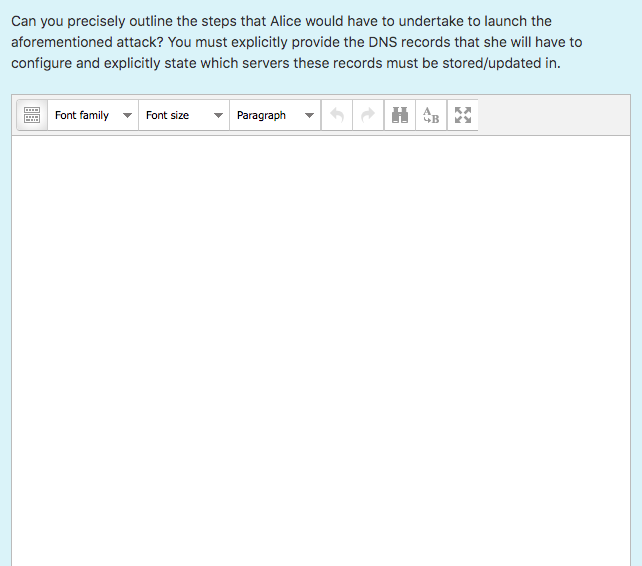 Can you precisely outline the steps that Alice would have to undertake to launch the
aforementioned attack? You must explicitly provide the DNS records that she will have to
configure and explicitly state which servers these records must be stored/updated in.
Font family Font size Paragraph A B